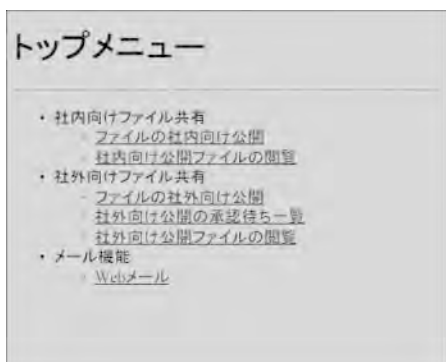 トップメニュー
・社内向けファイル共有
ファイルの社内向け公開
社内向け公開ファイルの閲覧
・社外向けファイル共有
ファイルの社外向け公開
社外向け公開の承認待ち一覧
社外向け公開ファイルの閲覧
・メール機能
Webメール